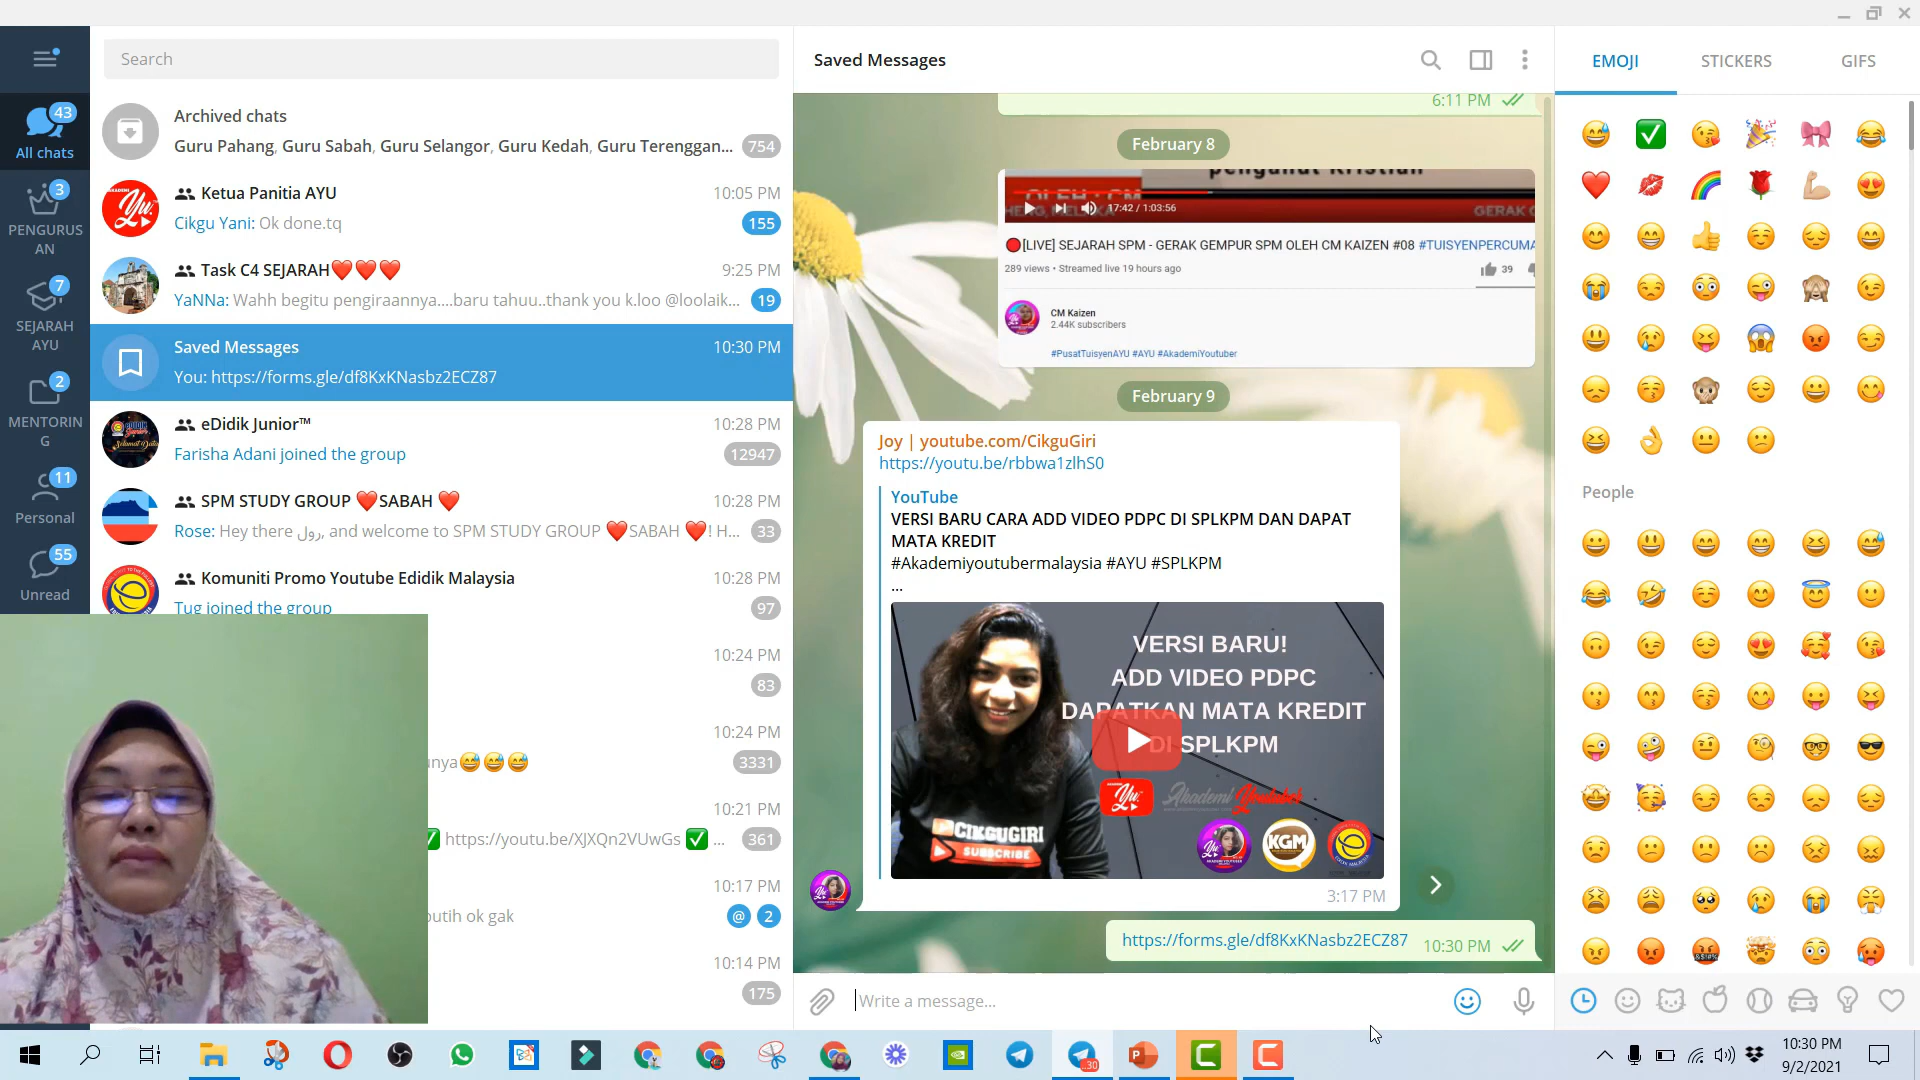 Search
Saved Messages
EMOJI
STICKERS
GIFS
43
All chats
3
PENGURUS
AN
7
SEJARAH
AYU
2
MENTORIN
G
11
Personal
55
Unread
Archived chats
Guru Pahang, Guru Sabah, Guru Selangor, Guru Kedah, Guru Terenggan...
754
Ketua Panitia AYU
10:05 PM
Cikgu Yani: Ok done.tq
155
Task C4 SEJARAH❤️❤️❤️
9:25 PM
YaNNa: Wahh begitu pengiraannya....baru tahuu..thank you k.loo @loolaik...
19
Saved Messages
10:30 PM
You: https://forms.gle/df8KxKNasbz2ECZ87
eDidik Junior™
10:28 PM
Farisha Adani joined the group
12947
SPM STUDY GROUP ❤️SABAH ❤️
10:28 PM
Rose: Hey there رول, and welcome to SPM STUDY GROUP ❤️SABAH ❤️! H...
33
Komuniti Promo Youtube Edidik Malaysia
10:28 PM
Tug joined the group
97
10:24 PM
83
10:24 PM
unya😅😅😅
3331
10:21 PM
✅ https://youtu.be/XJXQn2VUwGs ✅ ...
361
10:17 PM
putih ok gak
@ 2
10:14 PM
175
6:11 PM
February 8
penganut Kristian
17:42 / 1:03:56
GERAK
[LIVE] SEJARAH SPM - GERAK GEMPUR SPM OLEH CM KAIZEN #08 #TUISYENPERCUMA
289 views • Streamed live 19 hours ago
39
CM Kaizen
2.44K subscribers
#PusatTuisyenAYU #AYU #AkademiYoutuber
February 9
Joy | youtube.com/CikguGiri
https://youtu.be/rbbwa1zlhS0
YouTube
VERSI BARU CARA ADD VIDEO PDPC DI SPLKPM DAN DAPAT
MATA KREDIT
#Akademiyoutubermalaysia #AYU #SPLKPM
...
VERSI BARU!
ADD VIDEO PDPC
DAPATKAN MATA KREDIT
DI SPLKPM
Yu
Akademi Youtuber
CIKGUGIRI
SUBSCRIBE
KGM
3:17 PM
https://forms.gle/df8KxKNasbz2ECZ87
10:30 PM
Write a message...
People
30
10:30 PM
9/2/2021